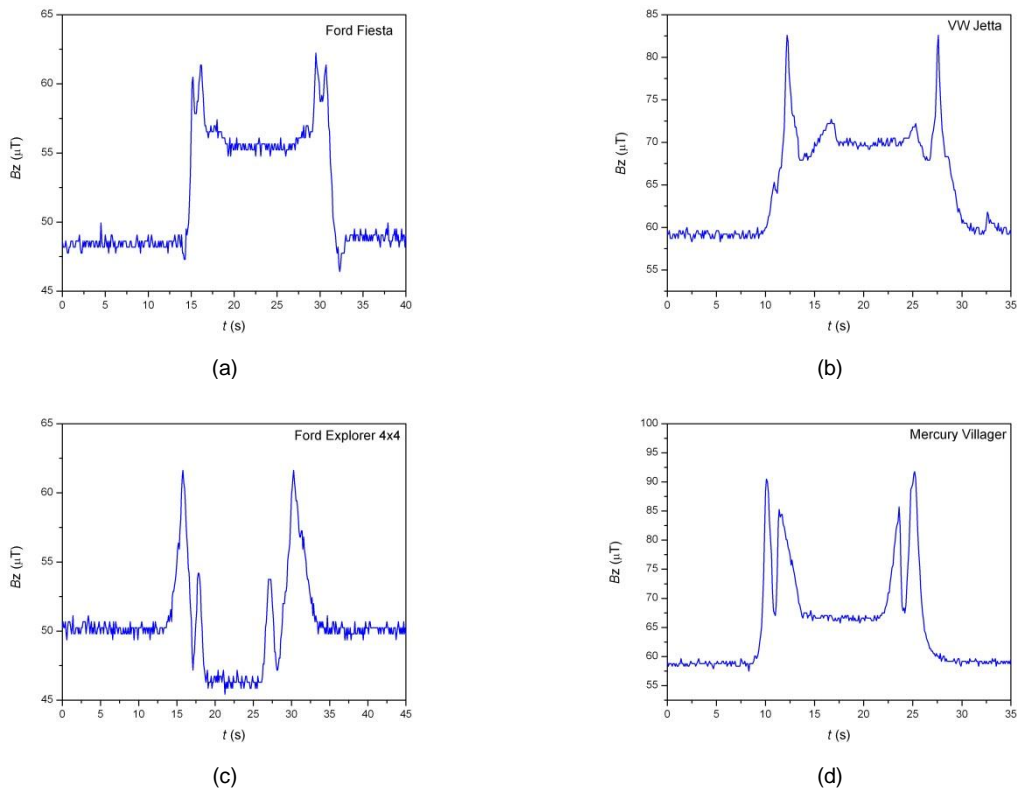 65
60
55
50
45
Bz (μT)
Ford Fiesta
0 5 10 15 20 25 30 35 40
t (s)
(a)
85
80
75
70
65
60
55
Bz (μT)
VW Jetta
0 5 10 15 20 25 30 35
t (s)
(b)
65
60
55
50
45
Bz (μT)
Ford Explorer 4x4
0 5 10 15 20 25 30 35 40 45
t (s)
(c)
100
95
90
85
80
75
70
65
60
55
Bz (μT)
Mercury Villager
0 5 10 15 20 25 30 35
t (s)
(d)